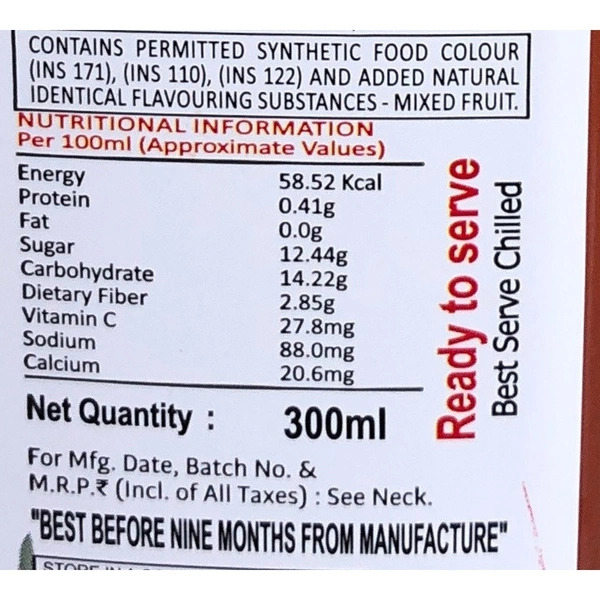 CONTAINS PERMITTED SYNTHETIC FOOD COLOUR
(INS 171), (INS 110), (INS 122) AND ADDED NATURAL
IDENTICAL FLAVOURING SUBSTANCES - MIXED FRUIT.
NUTRITIONAL INFORMATION
Per 100ml (Approximate Values)
Energy 58.52 Kcal
Protein 0.41g
Fat 0.0g
Sugar 12.44g
Carbohydrate 14.22g
Dietary Fiber 2.85g
Vitamin C 27.8mg
Sodium 88.0mg
Calcium 20.6mg
Ready to serve
Best Serve Chilled
Net Quantity : 300ml
For Mfg. Date, Batch No. &
M.R.P.₹ (Incl. of All Taxes) : See Neck.
"BEST BEFORE NINE MONTHS FROM MANUFACTURE"